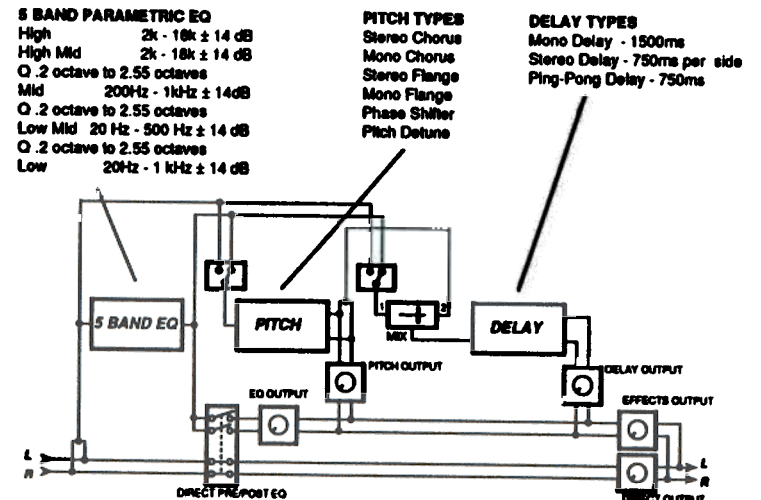 5 BAND PARAMETRIC EQ
High 2k - 18k ± 14 dB
High Mid 2k - 18k ± 14 dB
Q .2 octave to 2.55 octaves
Mid 200Hz - 1kHz ± 14dB
Q .2 octave to 2.55 octaves
Low Mid 20 Hz - 500 Hz ± 14 dB
Q .2 octave to 2.55 octaves
Low 20Hz - 1 kHz ± 14 dB
PITCH TYPES
Stereo Chorus
Mono Chorus
Stereo Flange
Mono Flange
Phase Shifter
Pitch Detune
DELAY TYPES
Mono Delay - 1500ms
Stereo Delay - 750ms per side
Ping-Pong Delay - 750ms
5 BAND EQ
PITCH
1
2
MIX
DELAY
PITCH OUTPUT
DELAY OUTPUT
EQ OUTPUT
EFFECTS OUTPUT
L
R
L
R
DIRECT PRE/POST EQ
DIRECT OUTPUT